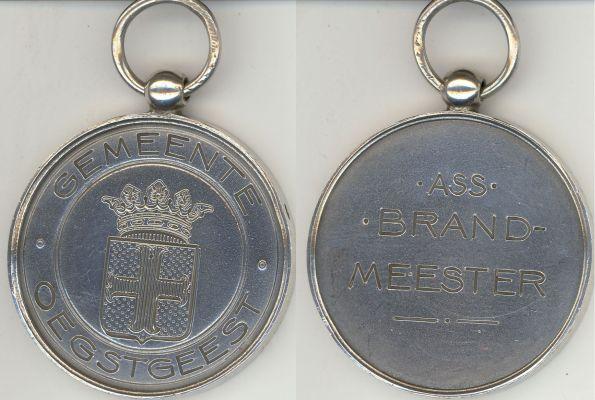 GEMEENTE
· OEGSTGEEST ·
· ASS ·
· BRAND-
MEESTER